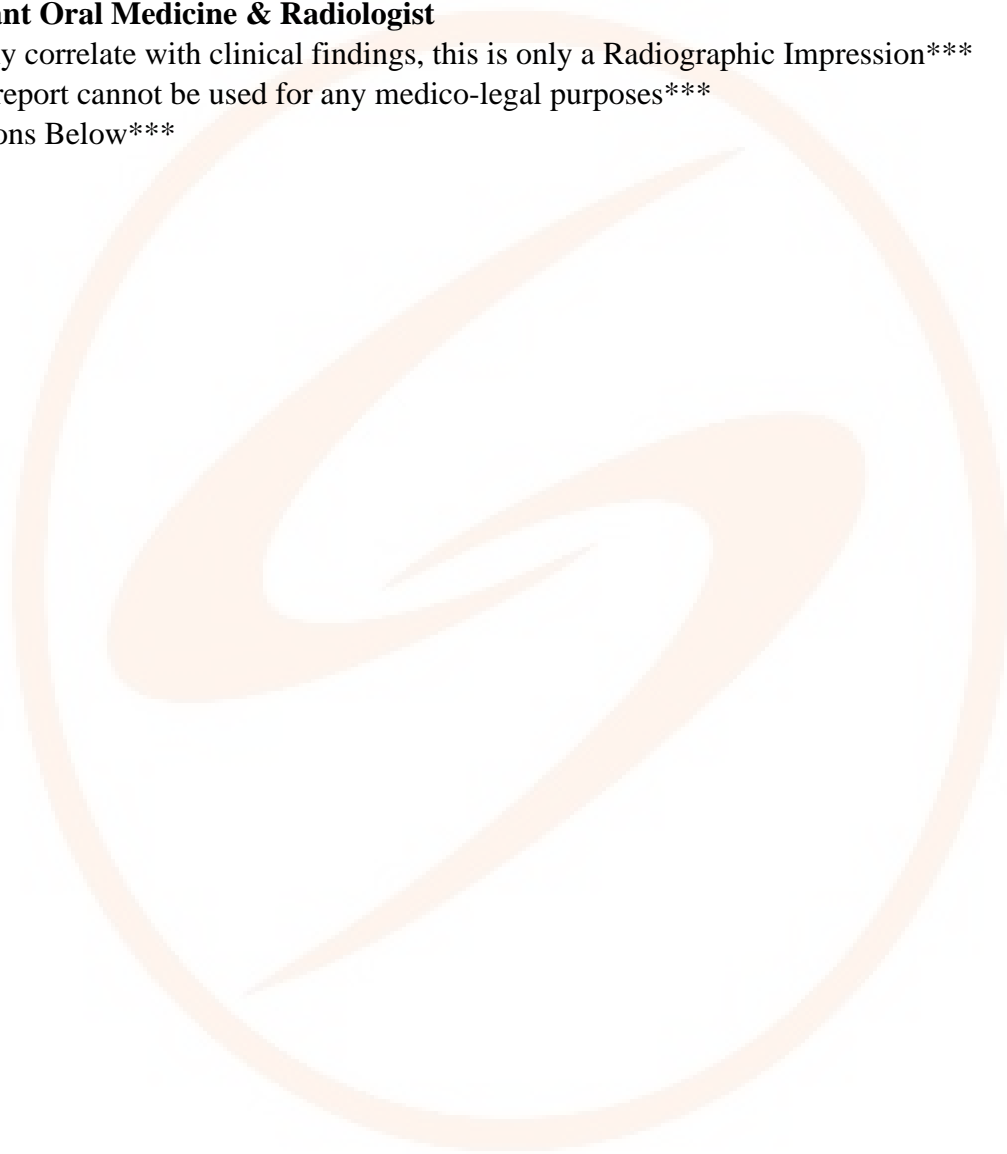 ant Oral Medicine & Radiologist
ly correlate with clinical findings, this is only a Radiographic Impression***
report cannot be used for any medico-legal purposes***
ons Below***